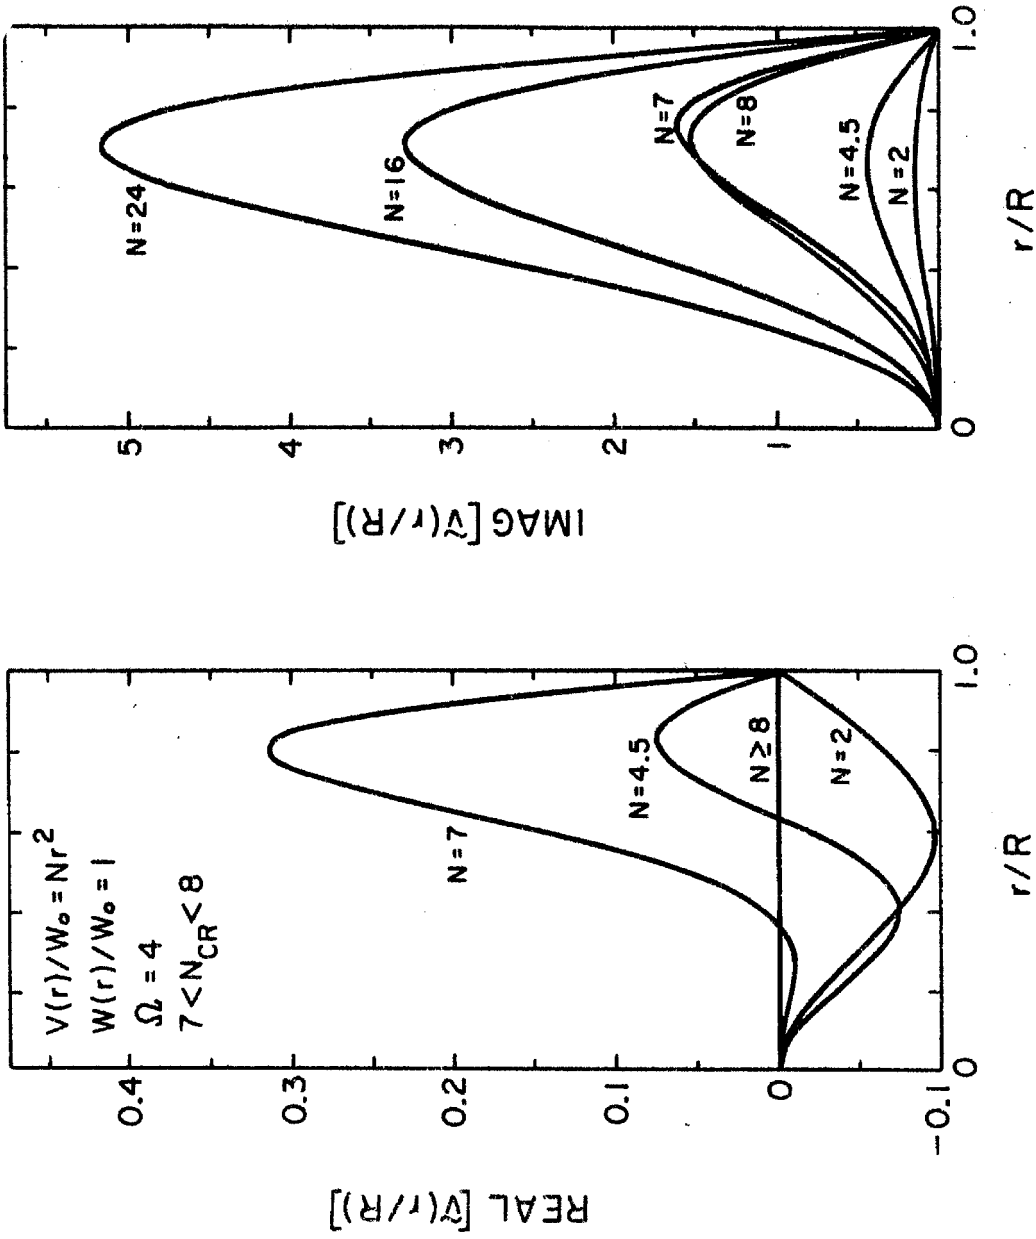 V(r)/W₀=Nr²
W(r)/W₀=1
Ω=4
7<N_CR<8
REAL [ṽ(r/R)]
0.4
0.3
0.2
0.1
0
-0.1
N=7
N=4.5
N≥8
N=2
0
1.0
r/R
IMAG [ṽ(r/R)]
5
4
3
2
1
N=24
N=16
N=7
N=8
N=4.5
N=2
0
1.0
r/R